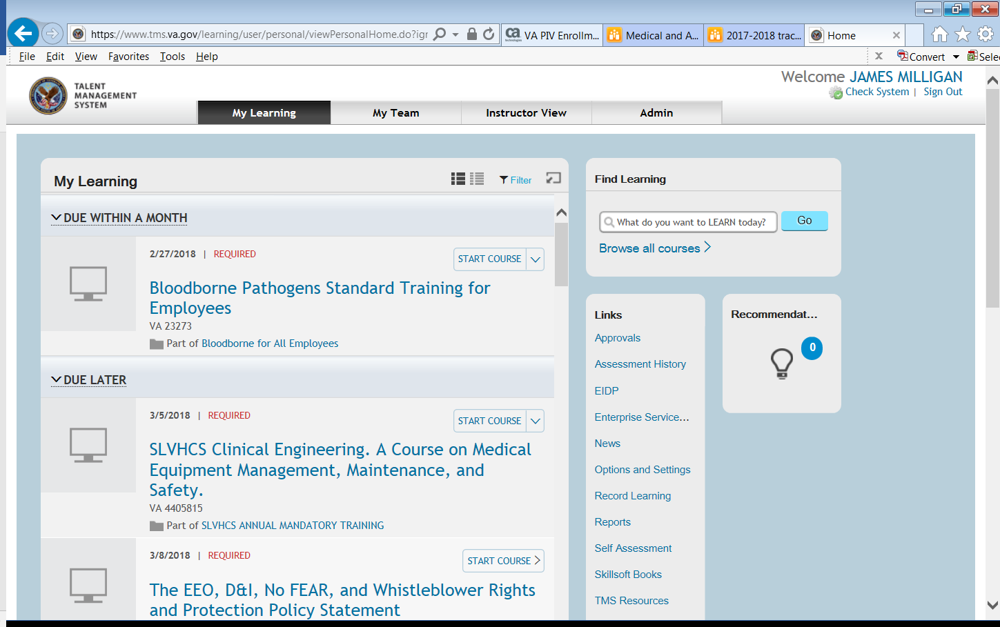 https://www.tms.va.gov/learning/user/personal/viewPersonalHome.do?igr
ca
technologies
VA PIV Enrollm...
Medical and A...
2017-2018 trac...
Home
File Edit View Favorites Tools Help
x Convert Selec
TALENT
MANAGEMENT
SYSTEM
Welcome JAMES MILLIGAN
Check System | Sign Out
My Learning My Team Instructor View Admin
My Learning
Filter
DUE WITHIN A MONTH
2/27/2018 | REQUIRED
START COURSE
Bloodborne Pathogens Standard Training for
Employees
VA 23273
Part of Bloodborne for All Employees
DUE LATER
3/5/2018 | REQUIRED
START COURSE
SLVHCS Clinical Engineering. A Course on Medical
Equipment Management, Maintenance, and
Safety.
VA 4405815
Part of SLVHCS ANNUAL MANDATORY TRAINING
3/8/2018 | REQUIRED
START COURSE
The EEO, D&I, No FEAR, and Whistleblower Rights
and Protection Policy Statement
Find Learning
What do you want to LEARN today?
Go
Browse all courses
Links
Approvals
Assessment History
EIDP
Enterprise Service...
News
Options and Settings
Record Learning
Reports
Self Assessment
Skillsoft Books
TMS Resources
Recommendat...
0